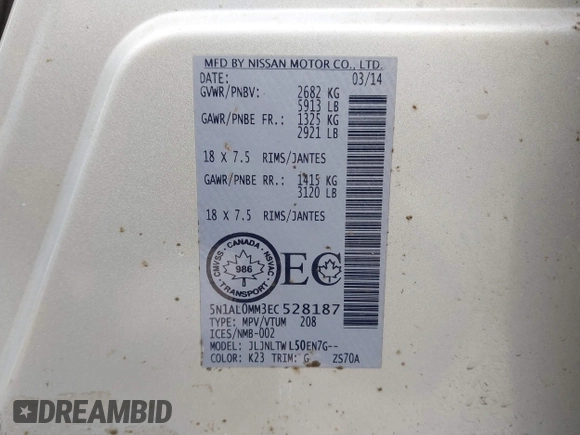 MFD BY NISSAN MOTOR CO., LTD.
DATE: 03/14
GVWR/PNBV: 2682 KG
5913 LB
GAWR/PNBE FR.: 1325 KG
2921 LB
18 X 7.5 RIMS/JANTES
GAWR/PNBE RR.: 1415 KG
3120 LB
18 X 7.5 RIMS/JANTES
CANADA
CMVSS NSVAC
986
TRANSPORT
EC
5N1AL0MM3EC528187
TYPE: MPV/VTUM 208
ICES/NMB-002
MODEL: JLJNLTWL50EN7G--
COLOR: K23 TRIM: G ZS70A
DREAMBID